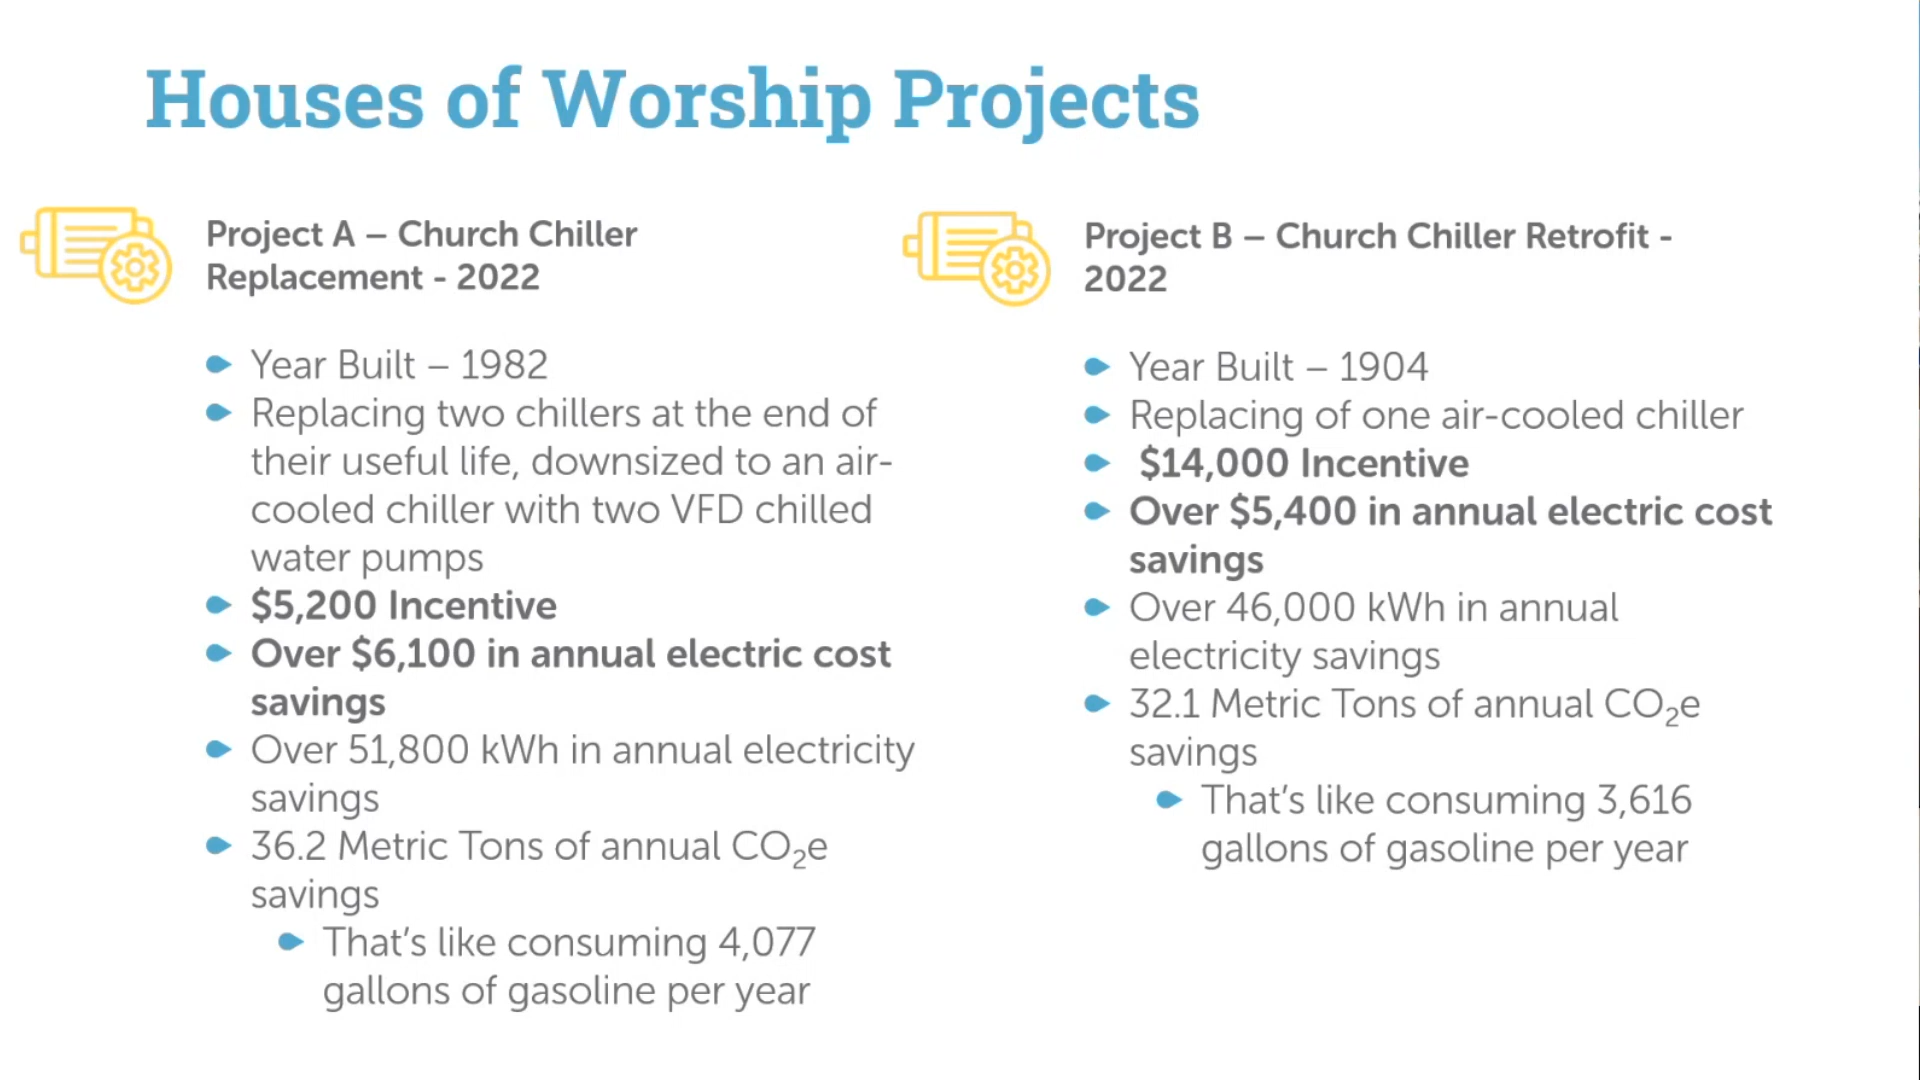 Houses of Worship Projects
Project A – Church Chiller
Replacement - 2022
Year Built – 1982
Replacing two chillers at the end of
their useful life, downsized to an air-
cooled chiller with two VFD chilled
water pumps
$5,200 Incentive
Over $6,100 in annual electric cost
savings
Over 51,800 kWh in annual electricity
savings
36.2 Metric Tons of annual CO₂e
savings
That's like consuming 4,077
gallons of gasoline per year
Project B – Church Chiller Retrofit -
2022
Year Built – 1904
Replacing of one air-cooled chiller
$14,000 Incentive
Over $5,400 in annual electric cost
savings
Over 46,000 kWh in annual
electricity savings
32.1 Metric Tons of annual CO₂e
savings
That's like consuming 3,616
gallons of gasoline per year